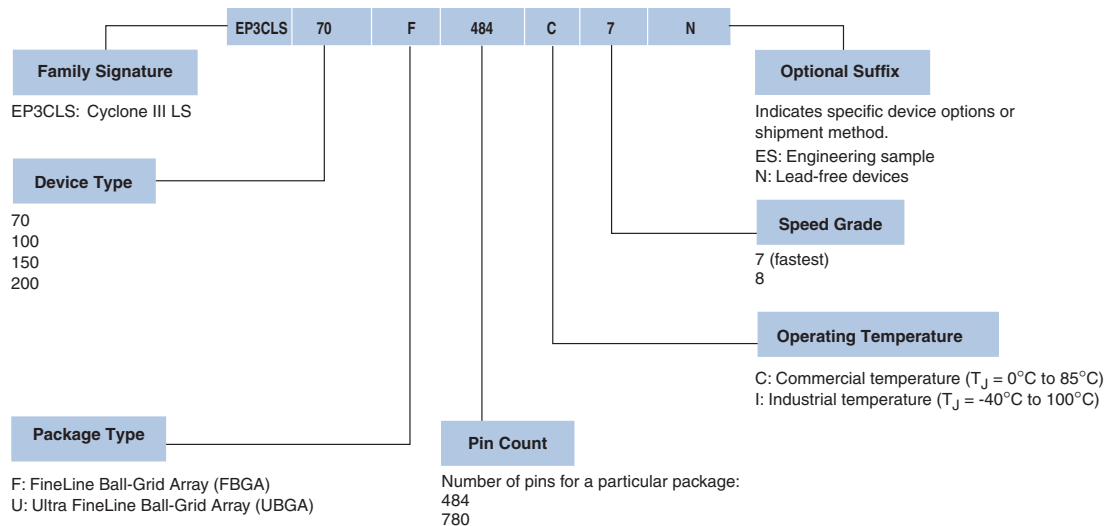 EP3CLS 70 F 484 C 7 N
Family Signature
EP3CLS: Cyclone III LS
Device Type
70
100
150
200
Package Type
F: FineLine Ball-Grid Array (FBGA)
U: Ultra FineLine Ball-Grid Array (UBGA)
Pin Count
Number of pins for a particular package:
484
780
Optional Suffix
Indicates specific device options or
shipment method.
ES: Engineering sample
N: Lead-free devices
Speed Grade
7 (fastest)
8
Operating Temperature
C: Commercial temperature (TJ = 0°C to 85°C)
I: Industrial temperature (TJ = -40°C to 100°C)